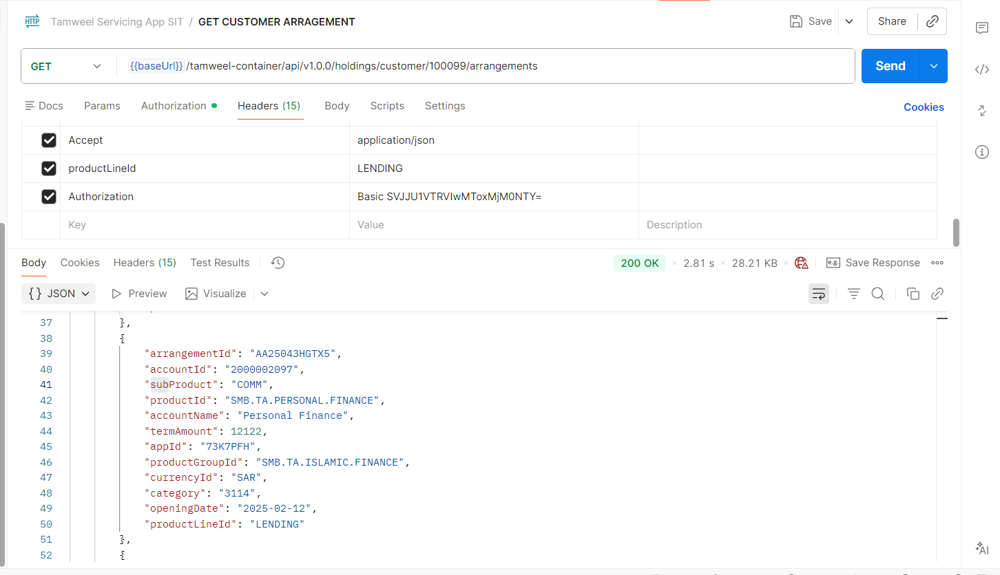 HTTP Tamweel Servicing App SIT / GET CUSTOMER ARRAGEMENT Save Share
GET {{baseUrl}} /tamweel-container/api/v1.0.0/holdings/customer/100099/arrangements Send
Docs Params Authorization Headers (15) Body Scripts Settings Cookies
Accept application/json
productLineId LENDING
Authorization Basic SVJJU1VTRVIwMToxMjM0NTY=
Key Value Description
Body Cookies Headers (15) Test Results 200 OK 2.81 s 28.21 KB e.g. Save Response
{} JSON Preview Visualize
37 },
38 {
39 "arrangementId": "AA25043HGTX5",
40 "accountId": "2000002097",
41 "subProduct": "COMM",
42 "productId": "SMB.TA.PERSONAL.FINANCE",
43 "accountName": "Personal Finance",
44 "termAmount": 12122,
45 "appId": "73K7PFH",
46 "productGroupId": "SMB.TA.ISLAMIC.FINANCE",
47 "currencyId": "SAR",
48 "category": "3114",
49 "openingDate": "2025-02-12",
50 "productLineId": "LENDING"
51 },
52 {
AI